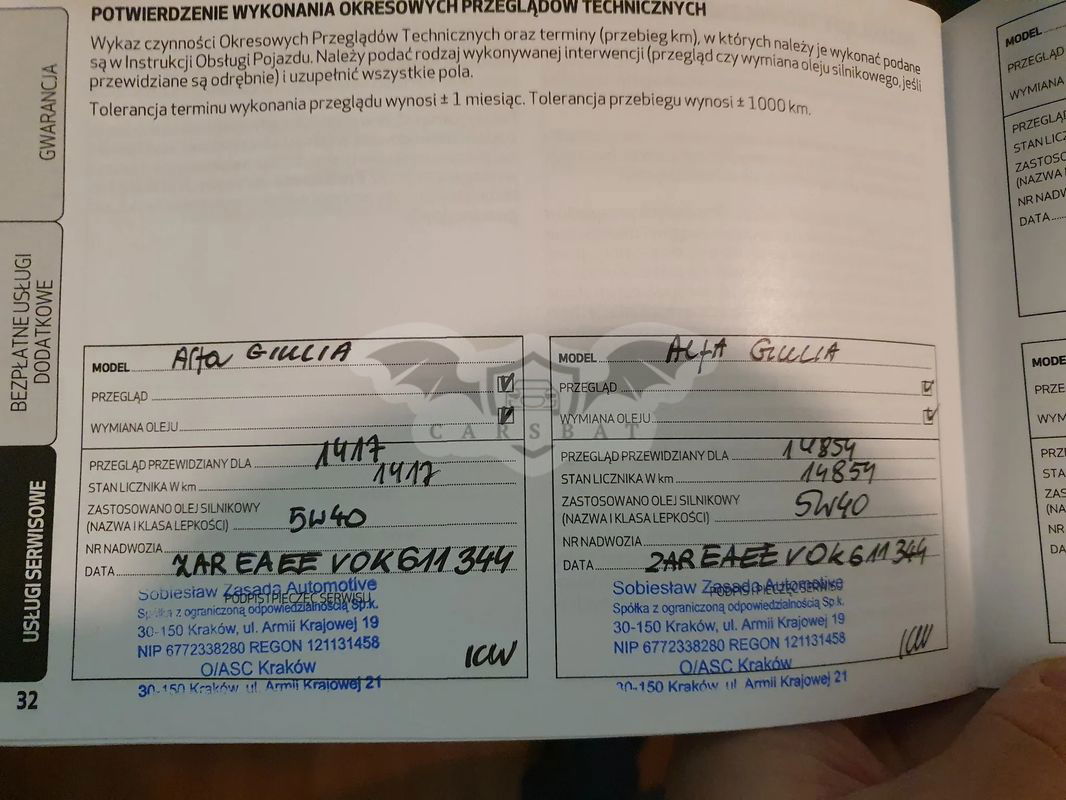 POTWIERDZENIE WYKONANIA OKRESOWYCH PRZEGLĄDÓW TECHNICZNYCH
Wykaz czynności Okresowych Przeglądów Technicznych oraz terminy (przebieg km), w których należy je wykonać podane
są w Instrukcji Obsługi Pojazdu. Należy podać rodzaj wykonywanej interwencji (przegląd czy wymiana oleju silnikowego, jeśli
przewidziane są odrębnie) i uzupełnić wszystkie pola.
Tolerancja terminu wykonania przeglądu wynosi ± 1 miesiąc. Tolerancja przebiegu wynosi ± 1000 km.
GWARANCJA
BEZPŁATNE USŁUGI
DODATKOWE
USŁUGI SERWISOWE
32
MODEL Alfa GIULIA
PRZEGLĄD
WYMIANA OLEJU
PRZEGLĄD PRZEWIDZIANY DLA 1417
STAN LICZNIKA W km 1417
ZASTOSOWANO OLEJ SILNIKOWY
(NAZWA I KLASA LEPKOŚCI) 5W40
NR NADWOZIA
DATA ZAREAEEVOK611344
PODPIS I PIECZĘĆ SERWISU
Sobiesław Zasada Automotive
Spółka z ograniczoną odpowiedzialnością Sp.k.
30-150 Kraków, ul. Armii Krajowej 19
NIP 6772338280 REGON 121131458
O/ASC Kraków
30-150 Kraków, ul. Armii Krajowej 21
MODEL ALfA GIULIA
PRZEGLĄD
WYMIANA OLEJU
PRZEGLĄD PRZEWIDZIANY DLA 14854
STAN LICZNIKA W km 14854
ZASTOSOWANO OLEJ SILNIKOWY
(NAZWA I KLASA LEPKOŚCI) 5W40
NR NADWOZIA
DATA ZAREAEEVOK611344
PODPIS I PIECZĘĆ SERWISU
Sobiesław Zasada Automotive
Spółka z ograniczoną odpowiedzialnością Sp.k.
30-150 Kraków, ul. Armii Krajowej 19
NIP 6772338280 REGON 121131458
O/ASC Kraków
30-150 Kraków, ul. Armii Krajowej 21
CARSBAT
MODEL
PRZEGLĄD
WYMIANA
STAN LICZ
(NAZWA
NR NADW
DATA
MODE
PRZE
WYM
STA
NR
DA